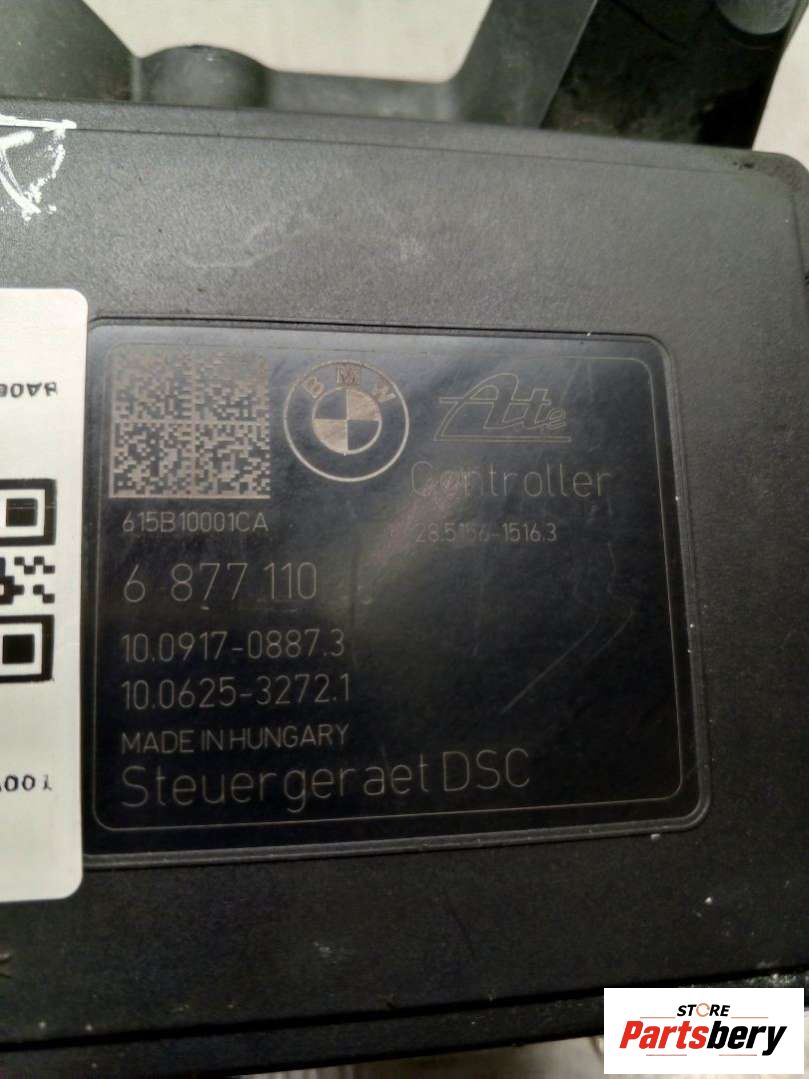 BMW
Ate
Controller
615B10001CA
28.5156-1516.3
6 877 110
10.0917-0887.3
10.0625-3272.1
MADE IN HUNGARY
Steuergeraet DSC
STORE
Partsbery